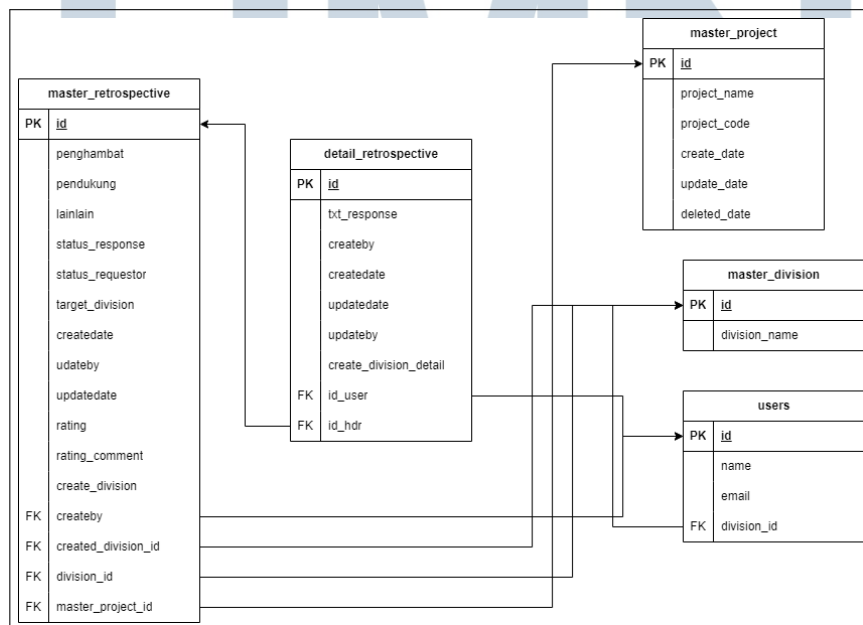 master_project
PK id
project_name
project_code
create_date
update_date
deleted_date
master_retrospective
PK id
penghambat
pendukung
lainlain
status_response
status_requestor
target_division
createdate
udateby
updatedate
rating
rating_comment
create_division
FK createby
FK created_division_id
FK division_id
FK master_project_id
detail_retrospective
PK id
txt_response
createby
createdate
updatedate
updateby
create_division_detail
FK id_user
FK id_hdr
master_division
PK id
division_name
users
PK id
name
email
FK division_id